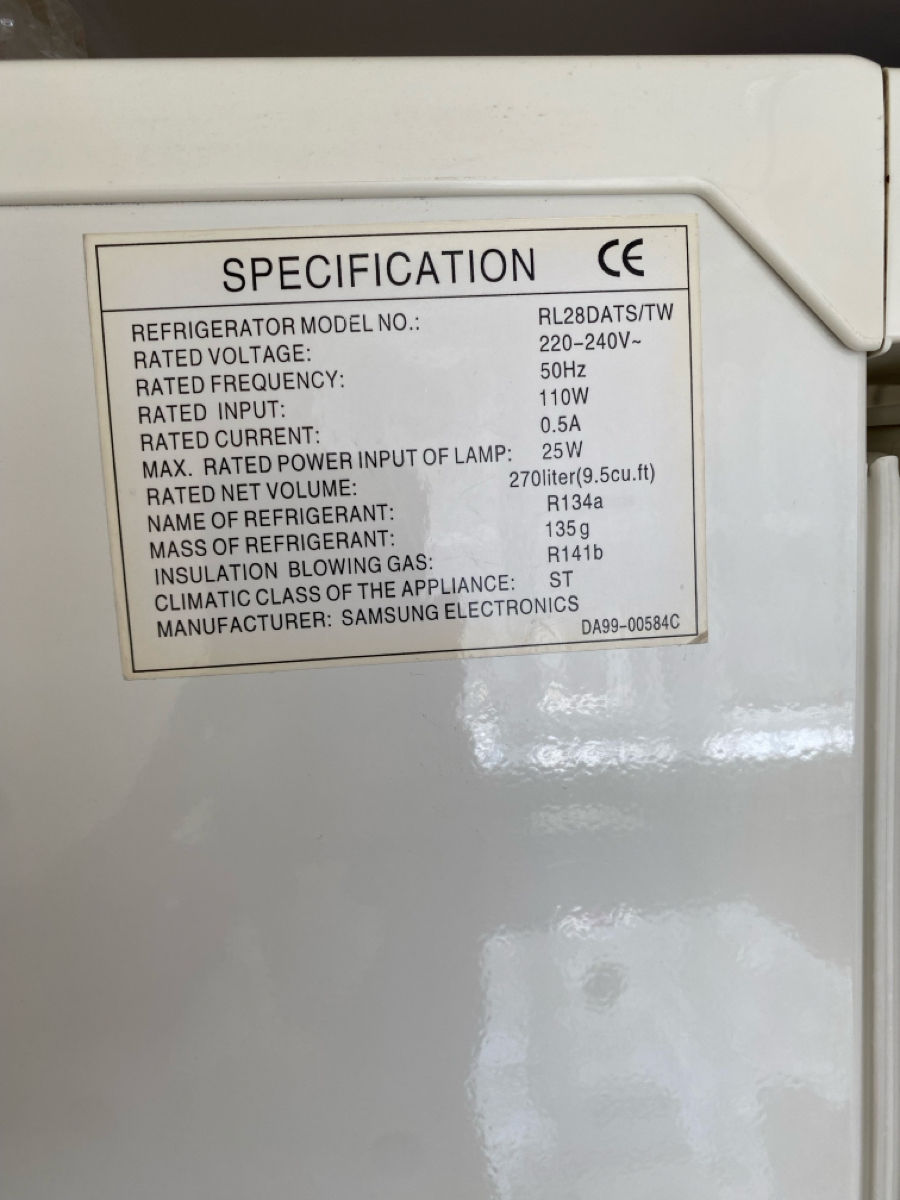 SPECIFICATION CE
REFRIGERATOR MODEL NO.: RL28DATS/TW
RATED VOLTAGE: 220-240V~
RATED FREQUENCY: 50Hz
RATED INPUT: 110W
RATED CURRENT: 0.5A
MAX. RATED POWER INPUT OF LAMP: 25W
RATED NET VOLUME: 270liter(9.5cu.ft)
NAME OF REFRIGERANT: R134a
MASS OF REFRIGERANT: 135g
INSULATION BLOWING GAS: R141b
CLIMATIC CLASS OF THE APPLIANCE: ST
MANUFACTURER: SAMSUNG ELECTRONICS
DA99-00584C